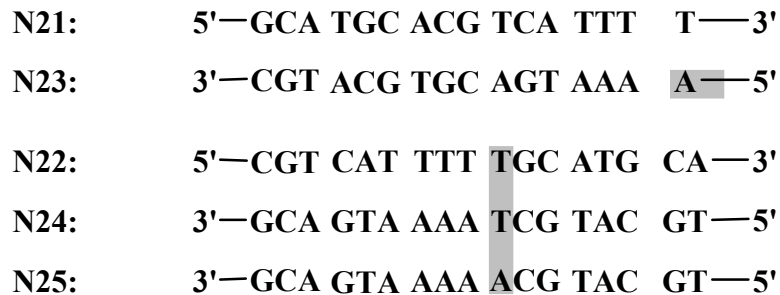 N21: 5'—GCA TGC ACG TCA TTT T—3'
N23: 3'—CGT ACG TGC AGT AAA A—5'
N22: 5'—CGT CAT TTT TGC ATG CA—3'
N24: 3'—GCA GTA AAA TCG TAC GT—5'
N25: 3'—GCA GTA AAA ACG TAC GT—5'